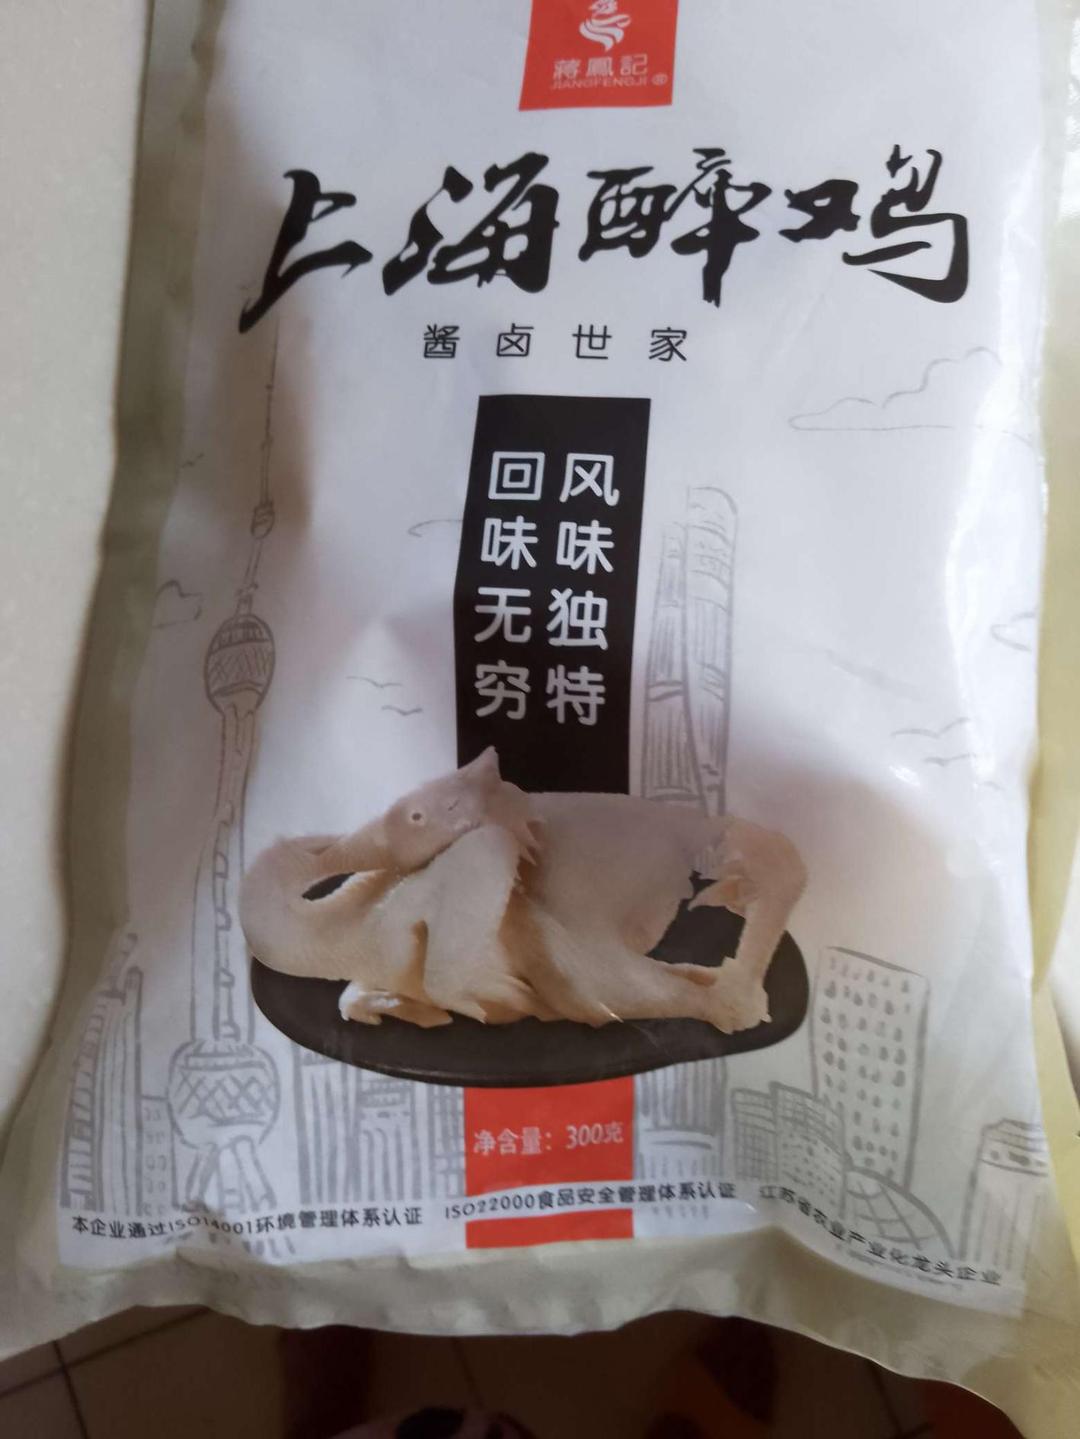 蔣鳳記
JIANGFENGJI ®
上海醉鸡
酱卤世家
风味独特
回味无穷
净含量：300克
本企业通过ISO14001环境管理体系认证
ISO22000食品安全管理体系认证
江苏省农业产业化龙头企业